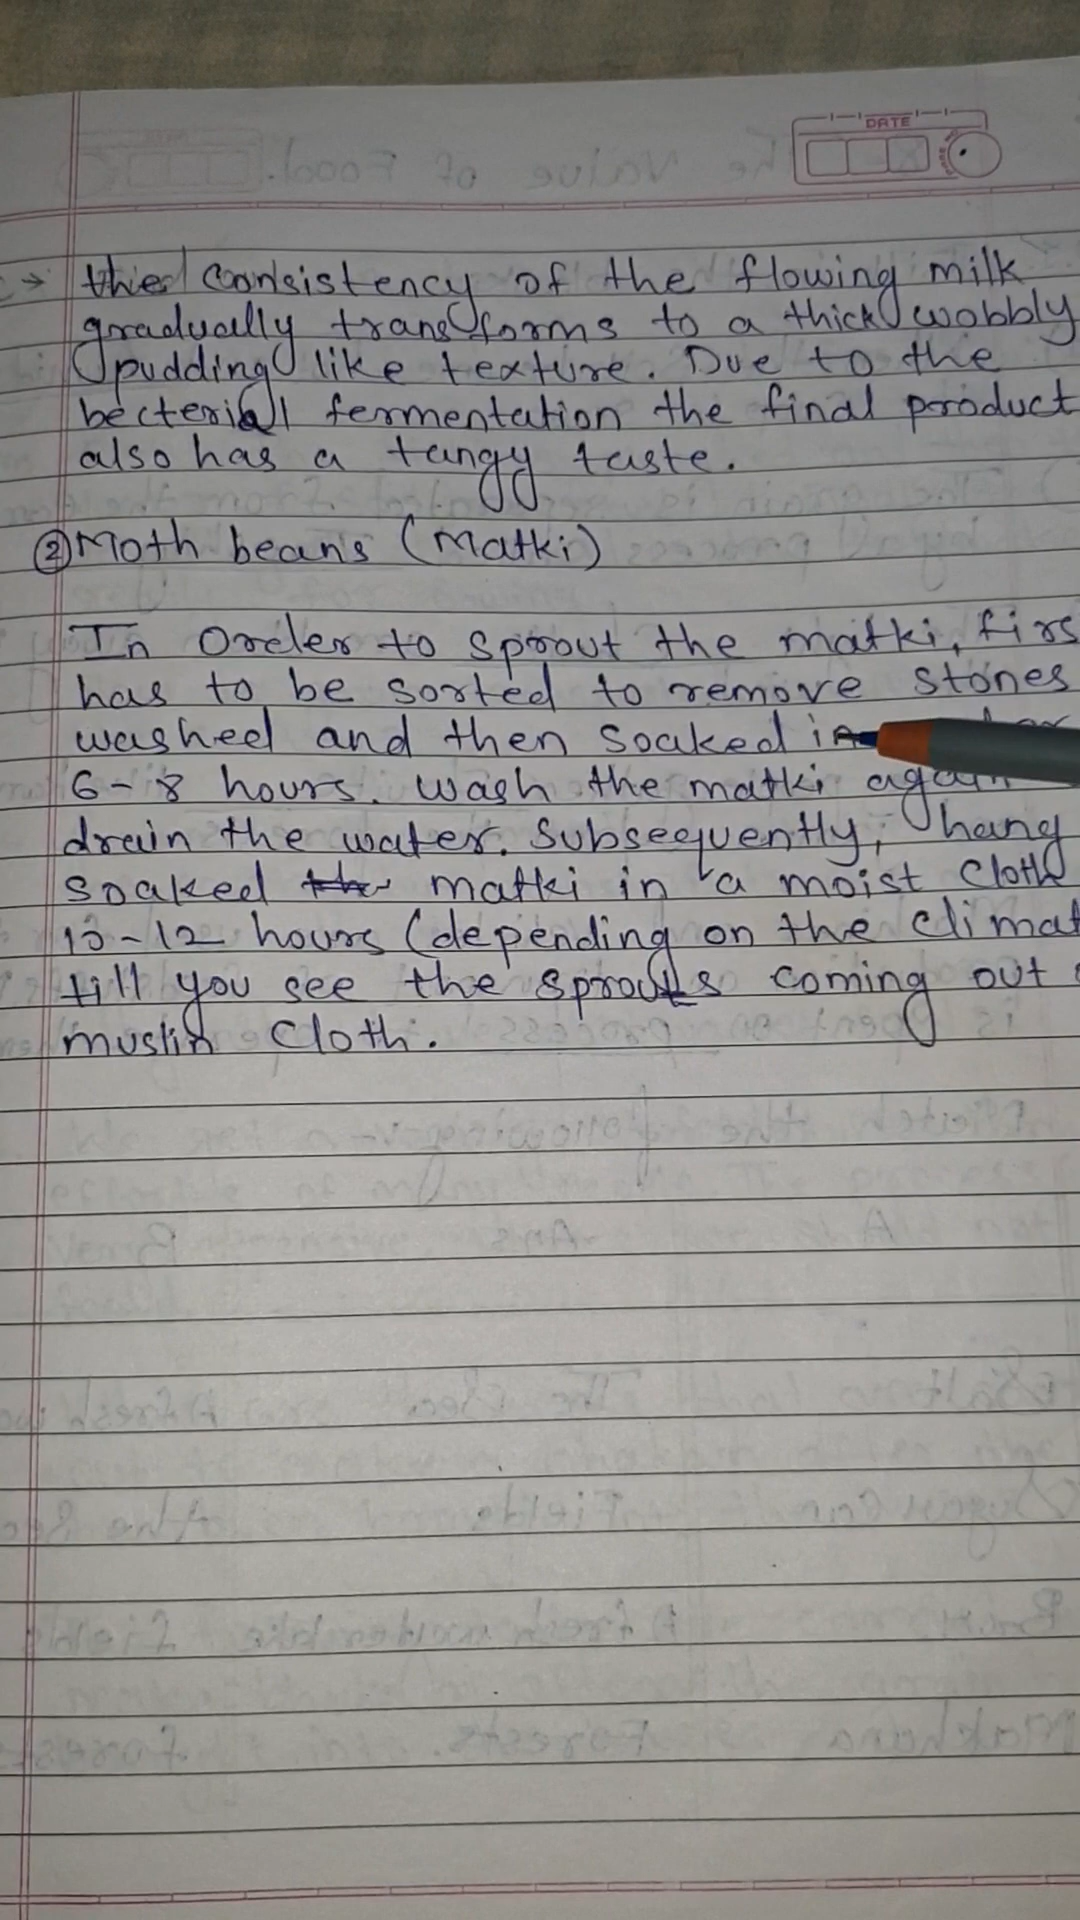 DATE
→ the consistency of the flowing milk
gradually transforms to a thick wobbly
pudding like texture. Due to the
becterial fermentation the final product
also has a tangy taste.
② Moth beans (Matki)
In Order to sprout the matki, firs
has to be sorted to remove stones
washed and then soaked in
6-8 hours. wash the matki again
drain the water. Subsequently, hang
soaked matki in a moist cloth
10-12 hours (depending on the climat
till you see the sprouts coming out
muslin cloth.